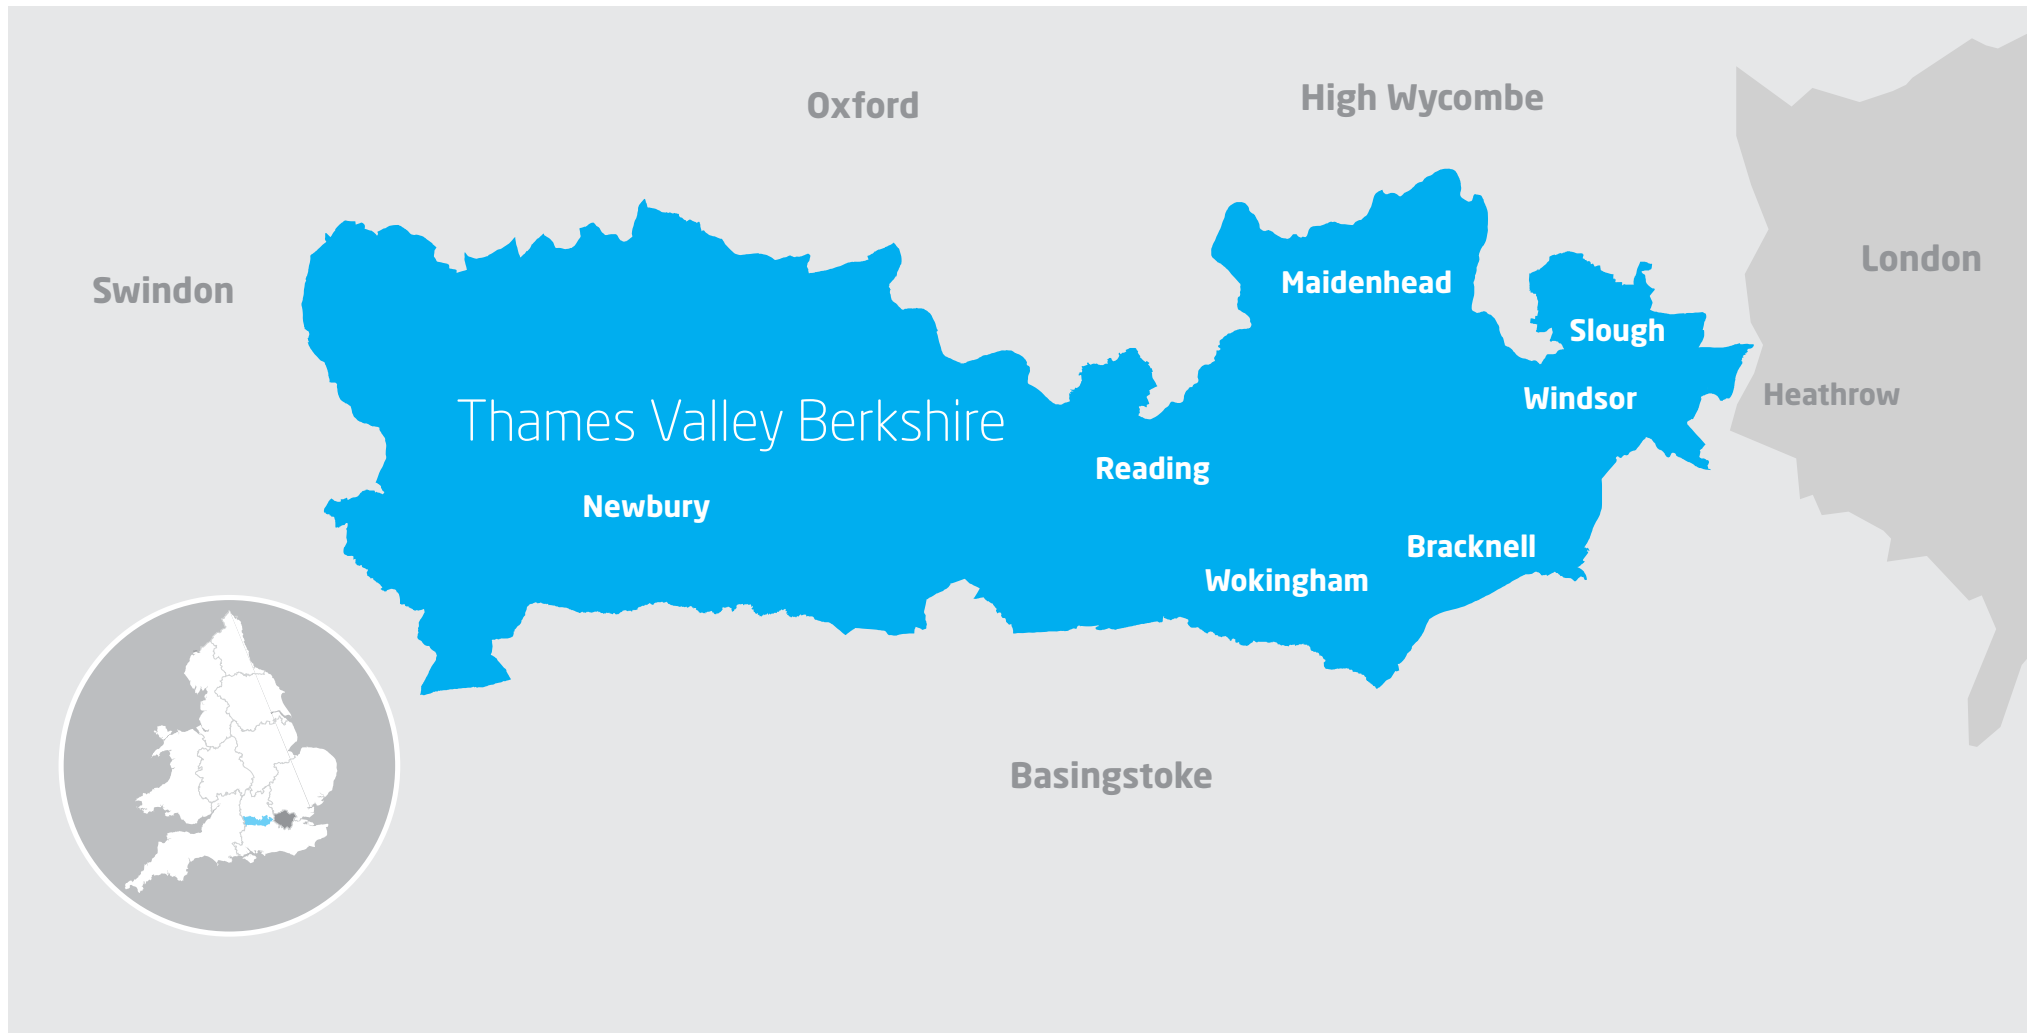 High Wycombe
Oxford
London
Maidenhead
Swindon
Slough
Heathrow
Windsor
Thames Valley Berkshire
Reading
Newbury
Bracknell
Wokingham
Basingstoke